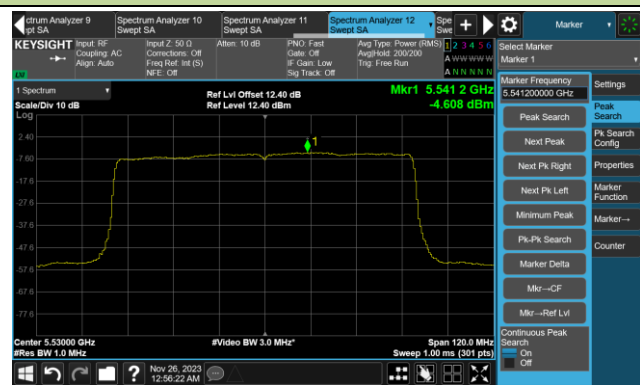 ctrum Analyzer 9
pt SA
Spectrum Analyzer 10
Swept SA
Spectrum Analyzer 11
Swept SA
Spectrum Analyzer 12
Swept SA
Spe
Swe
+
Marker
KEYSIGHT
Input: RF
Coupling: AC
Align: Auto
Input Z: 50 Ω
Corrections: Off
Freq Ref: Int (S)
NFE: Off
Atten: 10 dB
PNO: Fast
Gate: Off
IF Gain: Low
Sig Track: Off
Avg Type: Power (RMS)
Avg|Hold: 200/200
Trig: Free Run
1 2 3 4 5 6
A W W W W W
A N N N N N
LXI
Select Marker
Marker 1
1 Spectrum
Scale/Div 10 dB
Log
Ref Lvl Offset 12.40 dB
Ref Level 12.40 dBm
Mkr1 5.541 2 GHz
-4.608 dBm
1
2.40
-7.60
-17.6
-27.6
-37.6
-47.6
-57.6
-67.6
-77.6
Center 5.53000 GHz
#Res BW 1.0 MHz
#Video BW 3.0 MHz*
Span 120.0 MHz
Sweep 1.00 ms (301 pts)
Marker Frequency
5.541200000 GHz
Peak Search
Next Peak
Next Pk Right
Next Pk Left
Minimum Peak
Pk-Pk Search
Marker Delta
Mkr→CF
Mkr→Ref Lvl
Continuous Peak
Search
On
Off
Settings
Peak
Search
Pk Search
Config
Properties
Marker
Function
Marker→
Counter
?
Nov 26, 2023
12:56:22 AM